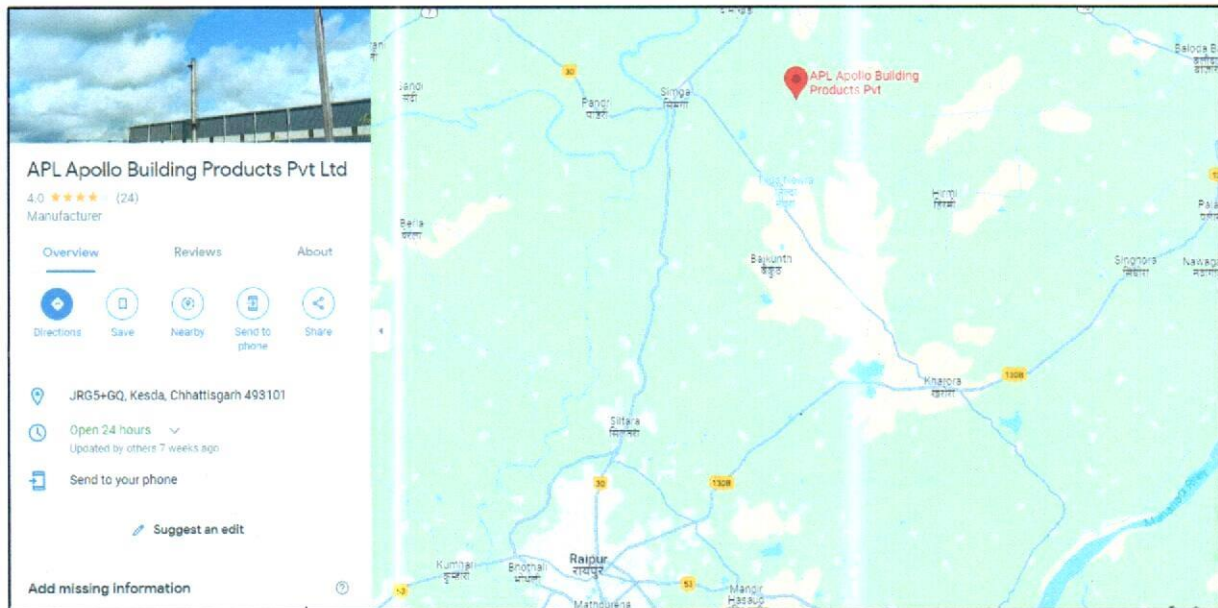 APL Apollo Building Products Pvt Ltd
4.0 (24)
Manufacturer
Overview Reviews About
Directions Save Nearby Send to phone Share
JRG5+GQ, Kesda, Chhattisgarh 493101
Open 24 hours
Updated by others 7 weeks ago
Send to your phone
Suggest an edit
Add missing information
30
Pandr
Simga
सिमगा
APL Apollo Building
Products Pvt
Hirmi
हिरमी
Baikunth
बैकुंठ
Singhora
Kharora
खरोरा
130B
Siltara
सिलतरा
30
130B
Raipur
रायपुर
Kumhari
कुम्हारी
53
Mandir
Hasaud
Mahanadi River